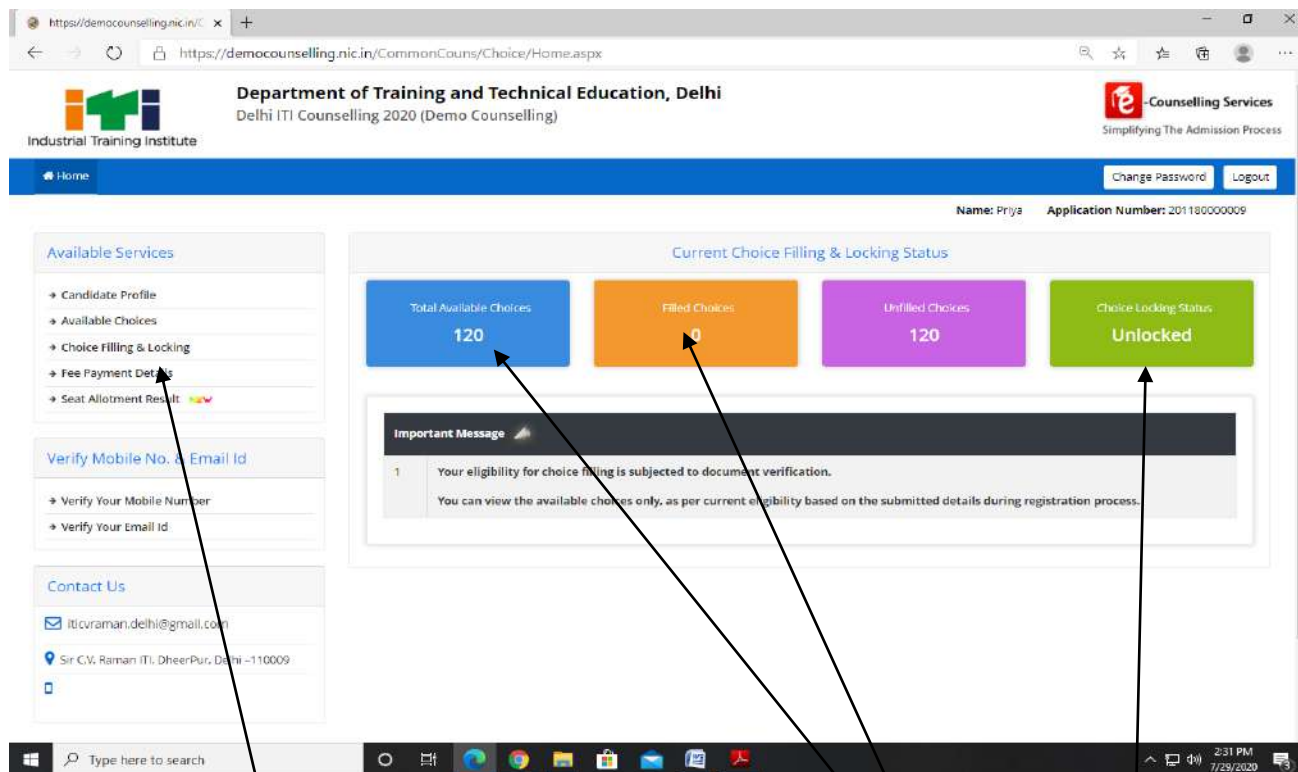 https://democounselling.nic.in/C
https://democounselling.nic.in/CommonCouns/Choice/Home.aspx
Industrial Training Institute
Department of Training and Technical Education, Delhi
Delhi ITI Counselling 2020 (Demo Counselling)
-Counselling Services
Simplifying The Admission Process
Home
Change Password
Logout
Name: Priya Application Number: 201180000009
Available Services
Candidate Profile
Available Choices
Choice Filling & Locking
Fee Payment Details
Seat Allotment Result
Verify Mobile No. & Email Id
Verify Your Mobile Number
Verify Your Email Id
Contact Us
iticvraman.delhi@gmail.com
Sir C.V. Raman ITI, DheerPur, Delhi -110009
Current Choice Filling & Locking Status
Total Available Choices
120
Filled Choices
0
Unfilled Choices
120
Choice Locking Status
Unlocked
Important Message
1 Your eligibility for choice filling is subjected to document verification.
You can view the available choices only, as per current eligibility based on the submitted details during registration process.
Type here to search
2:31 PM
7/29/2020
3